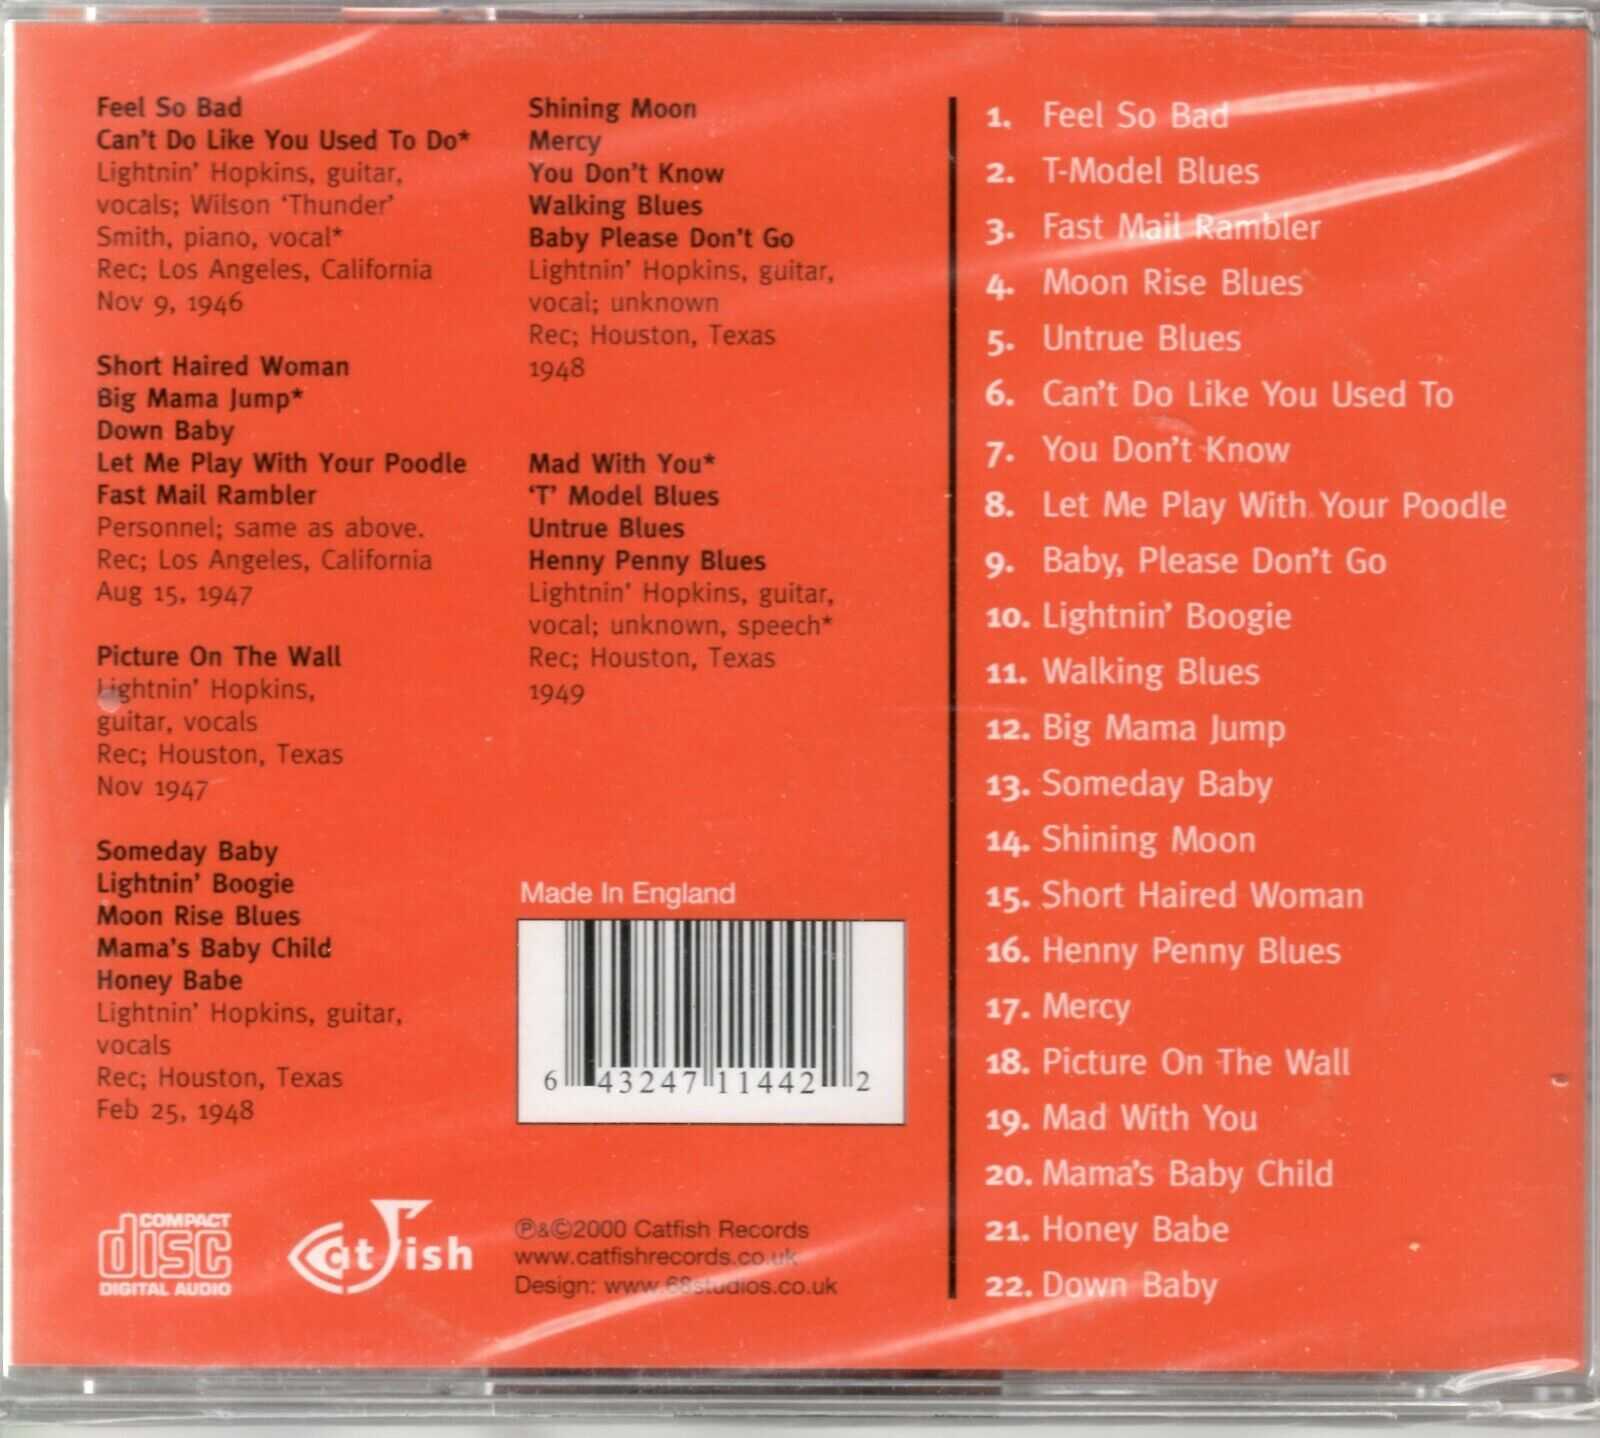 Feel So Bad
Can't Do Like You Used To Do*
Lightnin' Hopkins, guitar,
vocals; Wilson 'Thunder'
Smith, piano, vocal*
Rec; Los Angeles, California
Nov 9, 1946
Short Haired Woman
Big Mama Jump*
Down Baby
Let Me Play With Your Poodle
Fast Mail Rambler
Personnel; same as above.
Rec; Los Angeles, California
Aug 15, 1947
Picture On The Wall
Lightnin' Hopkins,
guitar, vocals
Rec; Houston, Texas
Nov 1947
Someday Baby
Lightnin' Boogie
Moon Rise Blues
Mama's Baby Child
Honey Babe
Lightnin' Hopkins, guitar,
vocals
Rec; Houston, Texas
Feb 25, 1948
COMPACT
disc
DIGITAL AUDIO
Catfish
Shining Moon
Mercy
You Don't Know
Walking Blues
Baby Please Don't Go
Lightnin' Hopkins, guitar,
vocal; unknown
Rec; Houston, Texas
1948
Mad With You*
'T' Model Blues
Untrue Blues
Henny Penny Blues
Lightnin' Hopkins, guitar,
vocal; unknown, speech*
Rec; Houston, Texas
1949
Made In England
6 43247 11442 2
℗&©2000 Catfish Records
www.catfishrecords.co.uk
Design: www.68studios.co.uk
1. Feel So Bad
2. T-Model Blues
3. Fast Mail Rambler
4. Moon Rise Blues
5. Untrue Blues
6. Can't Do Like You Used To
7. You Don't Know
8. Let Me Play With Your Poodle
9. Baby, Please Don't Go
10. Lightnin' Boogie
11. Walking Blues
12. Big Mama Jump
13. Someday Baby
14. Shining Moon
15. Short Haired Woman
16. Henny Penny Blues
17. Mercy
18. Picture On The Wall
19. Mad With You
20. Mama's Baby Child
21. Honey Babe
22. Down Baby